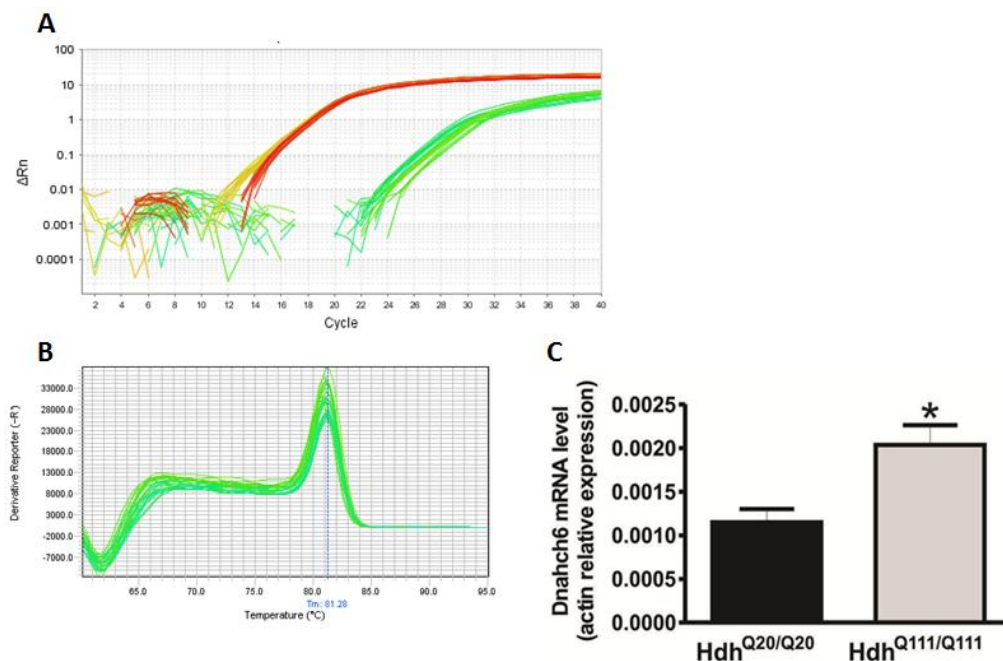 A
100
10
1
0.1
0.01
0.001
0.0001
ΔRn
2 4 6 8 10 12 14 16 18 20 22 24 26 28 30 32 34 36 38 40
Cycle
B
33000.0
28000.0
23000.0
18000.0
13000.0
8000.0
3000.0
-2000.0
-7000.0
Derivative Reporter (-R')
65.0 70.0 75.0 80.0 85.0 90.0 95.0
Tm: 81.28
Temperature (°C)
C
0.0025
0.0020
0.0015
0.0010
0.0005
0.0000
Dnahch6 mRNA level
(actin relative expression)
*
Hdh^Q20/Q20 Hdh^Q111/Q111